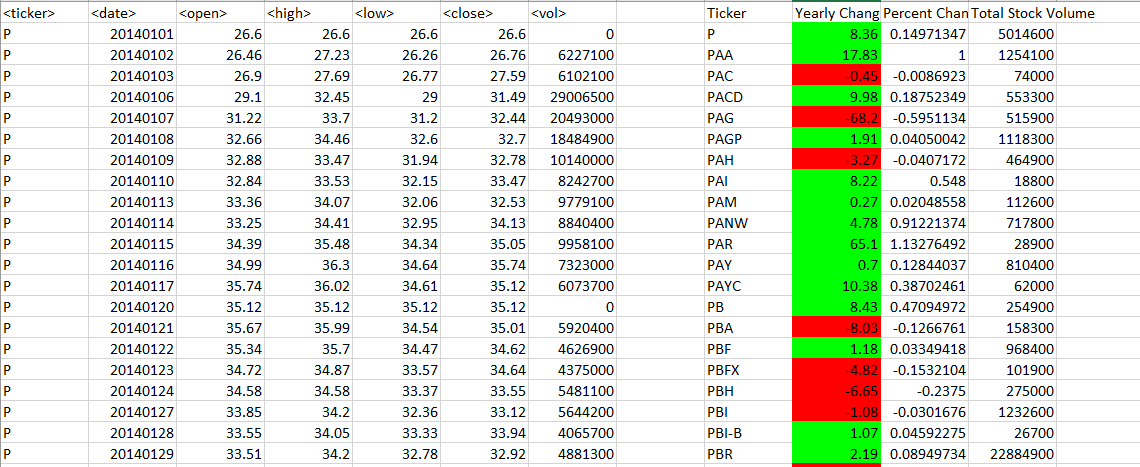 <ticker> <date> <open> <high> <low> <close> <vol> Ticker Yearly Chang Percent Chan Total Stock Volume
P 20140101 26.6 26.6 26.6 26.6 0 P 8.36 0.14971347 5014600
P 20140102 26.46 27.23 26.26 26.76 6227100 PAA 17.83 1 1254100
P 20140103 26.9 27.69 26.77 27.59 6102100 PAC -0.45 -0.0086923 74000
P 20140106 29.1 32.45 29 31.49 29006500 PACD 9.98 0.18752349 553300
P 20140107 31.22 33.7 31.2 32.44 20493000 PAG -68.2 -0.5951134 515900
P 20140108 32.66 34.46 32.6 32.7 18484900 PAGP 1.91 0.04050042 1118300
P 20140109 32.88 33.47 31.94 32.78 10140000 PAH -3.27 -0.0407172 464900
P 20140110 32.84 33.53 32.15 33.47 8242700 PAI 8.22 0.548 18800
P 20140113 33.36 34.07 32.06 32.53 9779100 PAM 0.27 0.02048558 112600
P 20140114 33.25 34.41 32.95 34.13 8840400 PANW 4.78 0.91221374 717800
P 20140115 34.39 35.48 34.34 35.05 9958100 PAR 65.1 1.13276492 28900
P 20140116 34.99 36.3 34.64 35.74 7323000 PAY 0.7 0.12844037 810400
P 20140117 35.74 36.02 34.61 35.12 6073700 PAYC 10.38 0.38702461 62000
P 20140120 35.12 35.12 35.12 35.12 0 PB 8.43 0.47094972 254900
P 20140121 35.67 35.99 34.54 35.01 5920400 PBA -8.03 -0.1266761 158300
P 20140122 35.34 35.7 34.47 34.62 4626900 PBF 1.18 0.03349418 968400
P 20140123 34.72 34.87 33.57 34.64 4375000 PBFX -4.82 -0.1532104 101900
P 20140124 34.58 34.58 33.37 33.55 5481100 PBH -6.65 -0.2375 275000
P 20140127 33.85 34.2 32.36 33.12 5644200 PBI -1.08 -0.0301676 1232600
P 20140128 33.55 34.05 33.33 33.94 4065700 PBI-B 1.07 0.04592275 26700
P 20140129 33.51 34.2 32.78 32.92 4881300 PBR 2.19 0.08949734 22884900